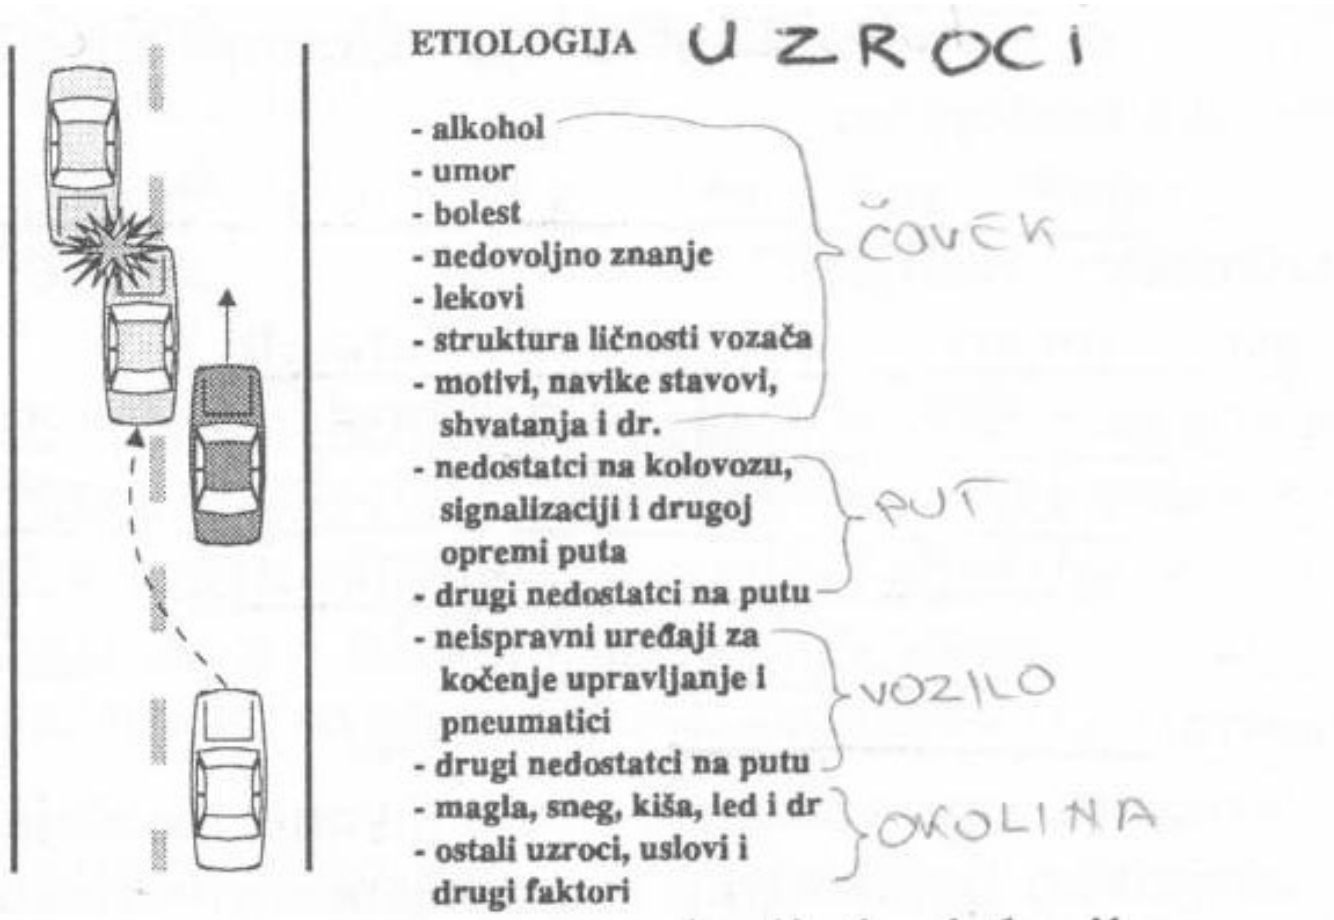 ETIOLOGIJA UZROCI
- alkohol
- umor
- bolest
- nedovoljno znanje
- lekovi
- struktura ličnosti vozača
- motivi, navike stavovi,
shvatanja i dr.
ČOVEK
- nedostatci na kolovozu,
signalizaciji i drugoj
opremi puta
- drugi nedostatci na putu
PUT
- neispravni uređaji za
kočenje upravljanje i
pneumatici
- drugi nedostatci na putu
VOZILO
- magla, sneg, kiša, led i dr
- ostali uzroci, uslovi i
drugi faktori
OKOLINA